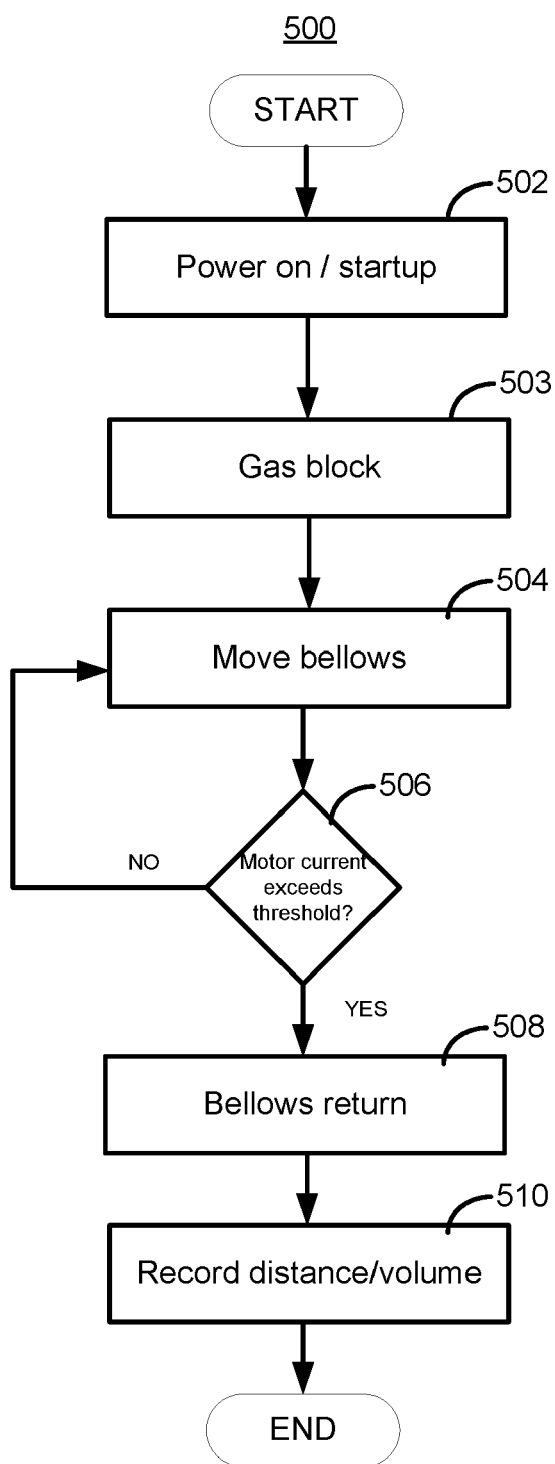 500
START
502
Power on / startup
503
Gas block
504
Move bellows
506
Motor current
exceeds
threshold?
NO
YES
508
Bellows return
510
Record distance/volume
END